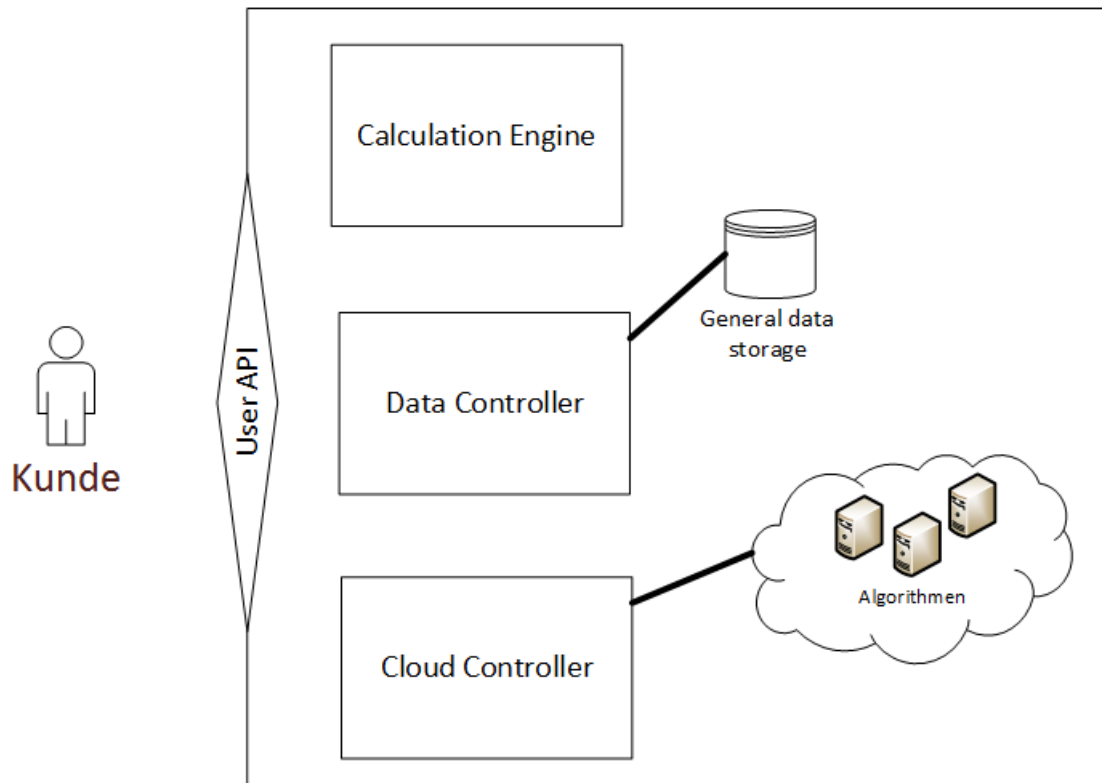 Calculation Engine
General data
storage
User API
Data Controller
Kunde
Algorithmen
Cloud Controller